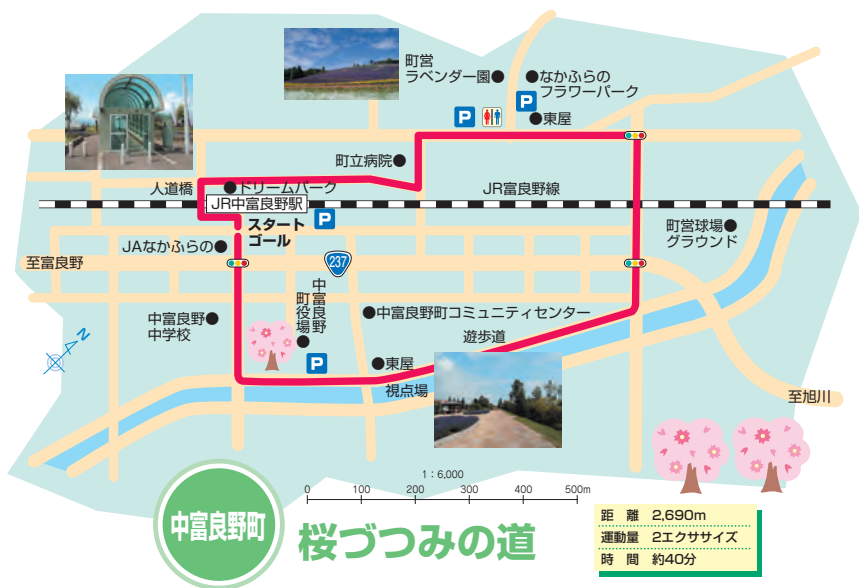 町営
ラベンダー園
なかふらの
フラワーパーク
P
P
東屋
町立病院
人道橋
ドリームパーク
JR富良野線
JR中富良野駅
スタート
ゴール
P
町営球場
グラウンド
JAなかふらの
至富良野
237
中富良野
町役場
中富良野
中学校
中富良野町コミュニティセンター
遊歩道
N
P
東屋
視点場
至旭川
1:6,000
0 100 200 300 400 500m
中富良野町
桜づつみの道
距 離 2,690m
運動量 2エクササイズ
時 間 約40分